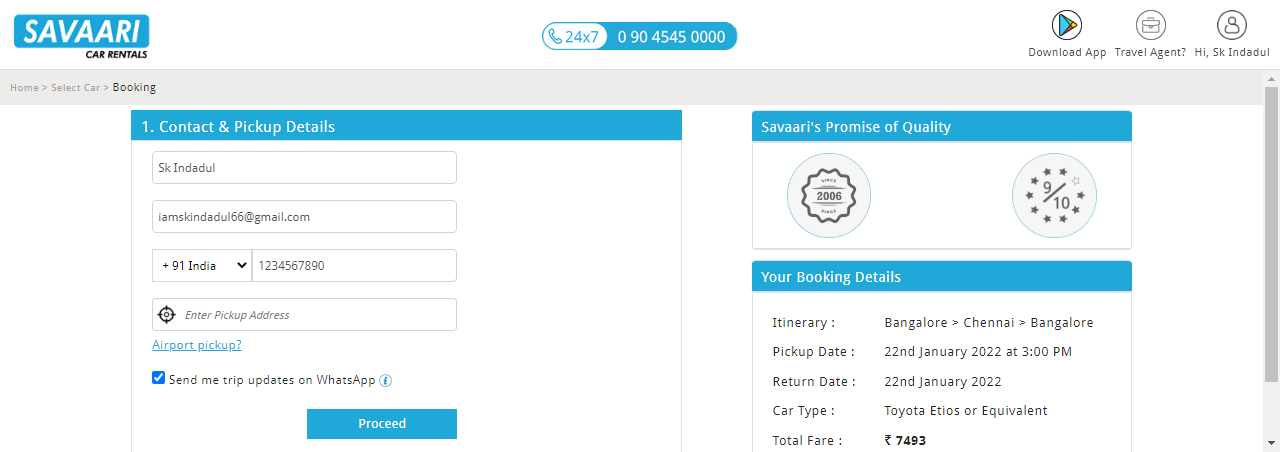 SAVAARI
CAR RENTALS
24x7 0 90 4545 0000
Download App
Travel Agent?
Hi, Sk Indadul
Home > Select Car > Booking
1. Contact & Pickup Details
Sk Indadul
iamskindadul66@gmail.com
+ 91 India 1234567890
Enter Pickup Address
Airport pickup?
Send me trip updates on WhatsApp i
Proceed
Savaari's Promise of Quality
SINCE
2006
SINCE
9/10
Your Booking Details
Itinerary : Bangalore > Chennai > Bangalore
Pickup Date : 22nd January 2022 at 3:00 PM
Return Date : 22nd January 2022
Car Type : Toyota Etios or Equivalent
Total Fare : ₹ 7493